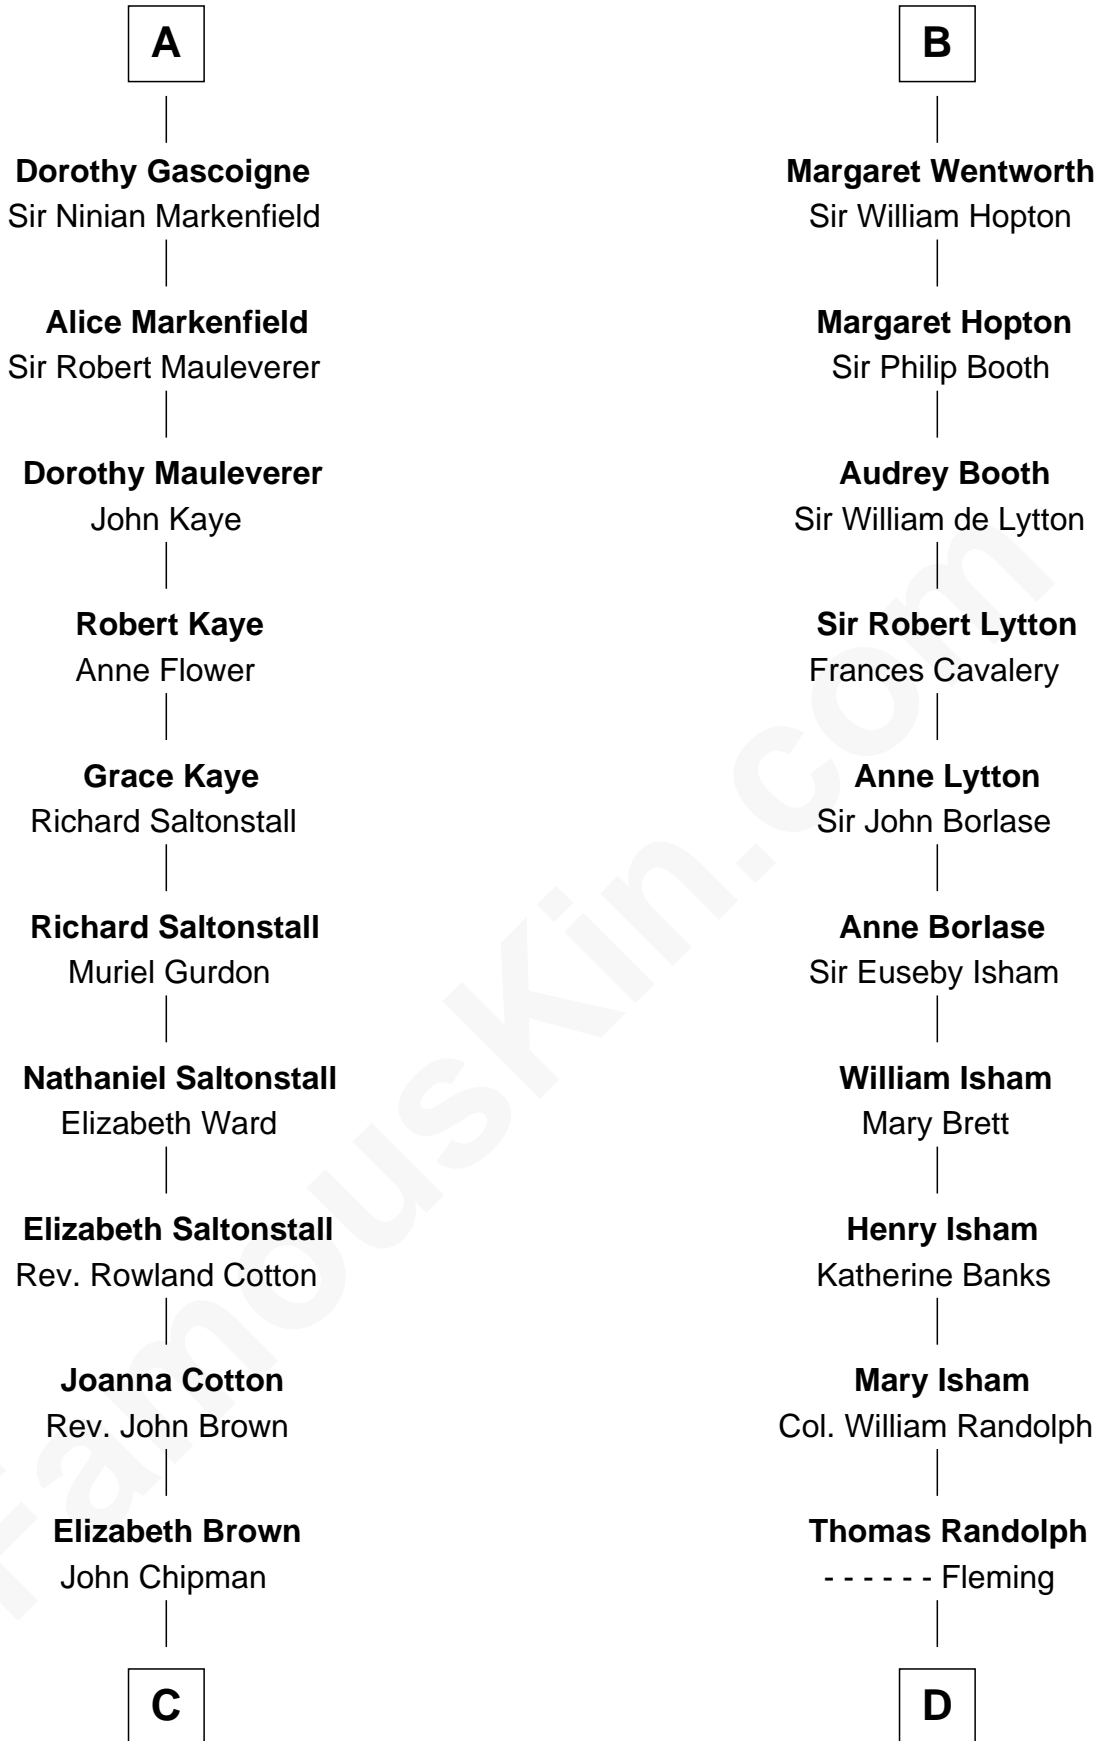 A
Dorothy Gascoigne
Sir Ninian Markenfield
Alice Markenfield
Sir Robert Mauleverer
Dorothy Mauleverer
John Kaye
Robert Kaye
Anne Flower
Grace Kaye
Richard Saltonstall
Richard Saltonstall
Muriel Gurdon
Nathaniel Saltonstall
Elizabeth Ward
Elizabeth Saltonstall
Rev. Rowland Cotton
Joanna Cotton
Rev. John Brown
Elizabeth Brown
John Chipman
C
B
Margaret Wentworth
Sir William Hopton
Margaret Hopton
Sir Philip Booth
Audrey Booth
Sir William de Lytton
Sir Robert Lytton
Frances Cavalery
Anne Lytton
Sir John Borlase
Anne Borlase
Sir Euseby Isham
William Isham
Mary Brett
Henry Isham
Katherine Banks
Mary Isham
Col. William Randolph
Thomas Randolph
- - - - - - Fleming
D
FamousKin.com